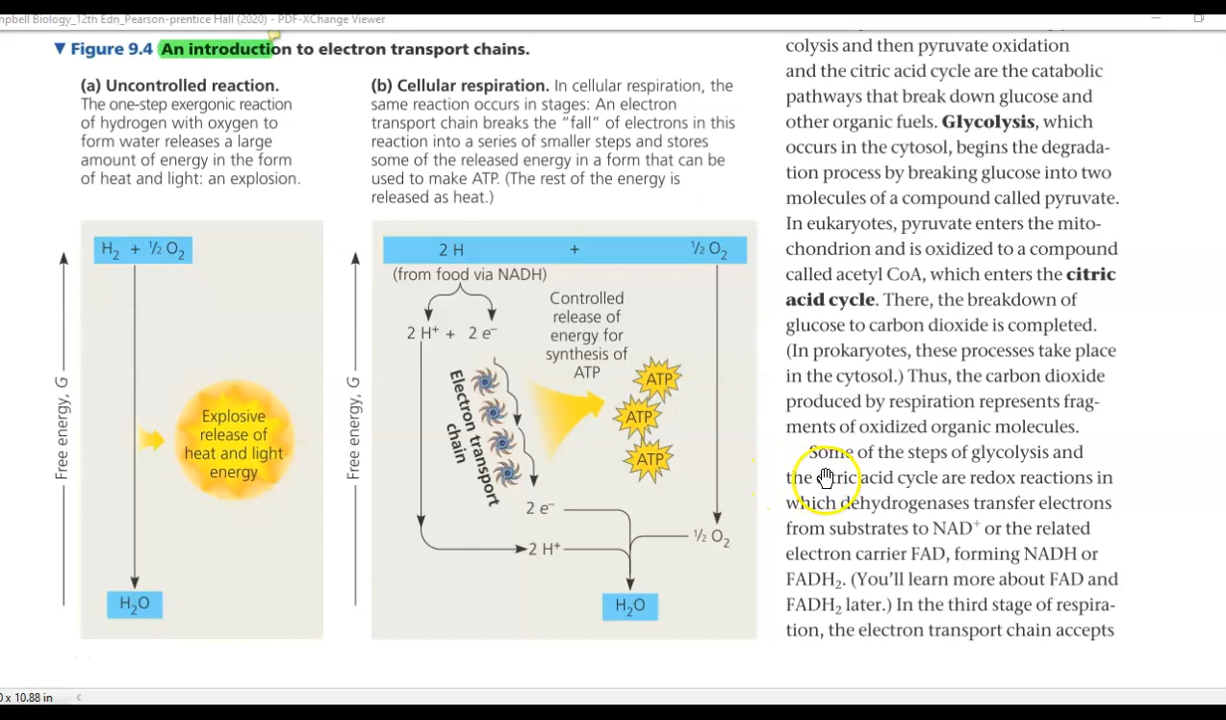 mpbell Biology_12th Edn_Pearson-prentice Hall (2020) - PDF-XChange Viewer
▼ Figure 9.4 An introduction to electron transport chains.
(a) Uncontrolled reaction.
The one-step exergonic reaction
of hydrogen with oxygen to
form water releases a large
amount of energy in the form
of heat and light: an explosion.
(b) Cellular respiration. In cellular respiration, the
same reaction occurs in stages: An electron
transport chain breaks the “fall” of electrons in this
reaction into a series of smaller steps and stores
some of the released energy in a form that can be
used to make ATP. (The rest of the energy is
released as heat.)
Free energy, G
H₂ + ½ O₂
Explosive
release of
heat and light
energy
H₂O
Free energy, G
2 H + ½ O₂
(from food via NADH)
2 H⁺ + 2 e⁻
Controlled
release of
energy for
synthesis of
ATP
Electron transport
chain
ATP
ATP
ATP
2 e⁻
2 H⁺
½ O₂
H₂O
colysis and then pyruvate oxidation
and the citric acid cycle are the catabolic
pathways that break down glucose and
other organic fuels. Glycolysis, which
occurs in the cytosol, begins the degrada-
tion process by breaking glucose into two
molecules of a compound called pyruvate.
In eukaryotes, pyruvate enters the mito-
chondrion and is oxidized to a compound
called acetyl CoA, which enters the citric
acid cycle. There, the breakdown of
glucose to carbon dioxide is completed.
(In prokaryotes, these processes take place
in the cytosol.) Thus, the carbon dioxide
produced by respiration represents frag-
ments of oxidized organic molecules.
Some of the steps of glycolysis and
the citric acid cycle are redox reactions in
which dehydrogenases transfer electrons
from substrates to NAD⁺ or the related
electron carrier FAD, forming NADH or
FADH₂. (You’ll learn more about FAD and
FADH₂ later.) In the third stage of respira-
tion, the electron transport chain accepts
0 x 10.88 in